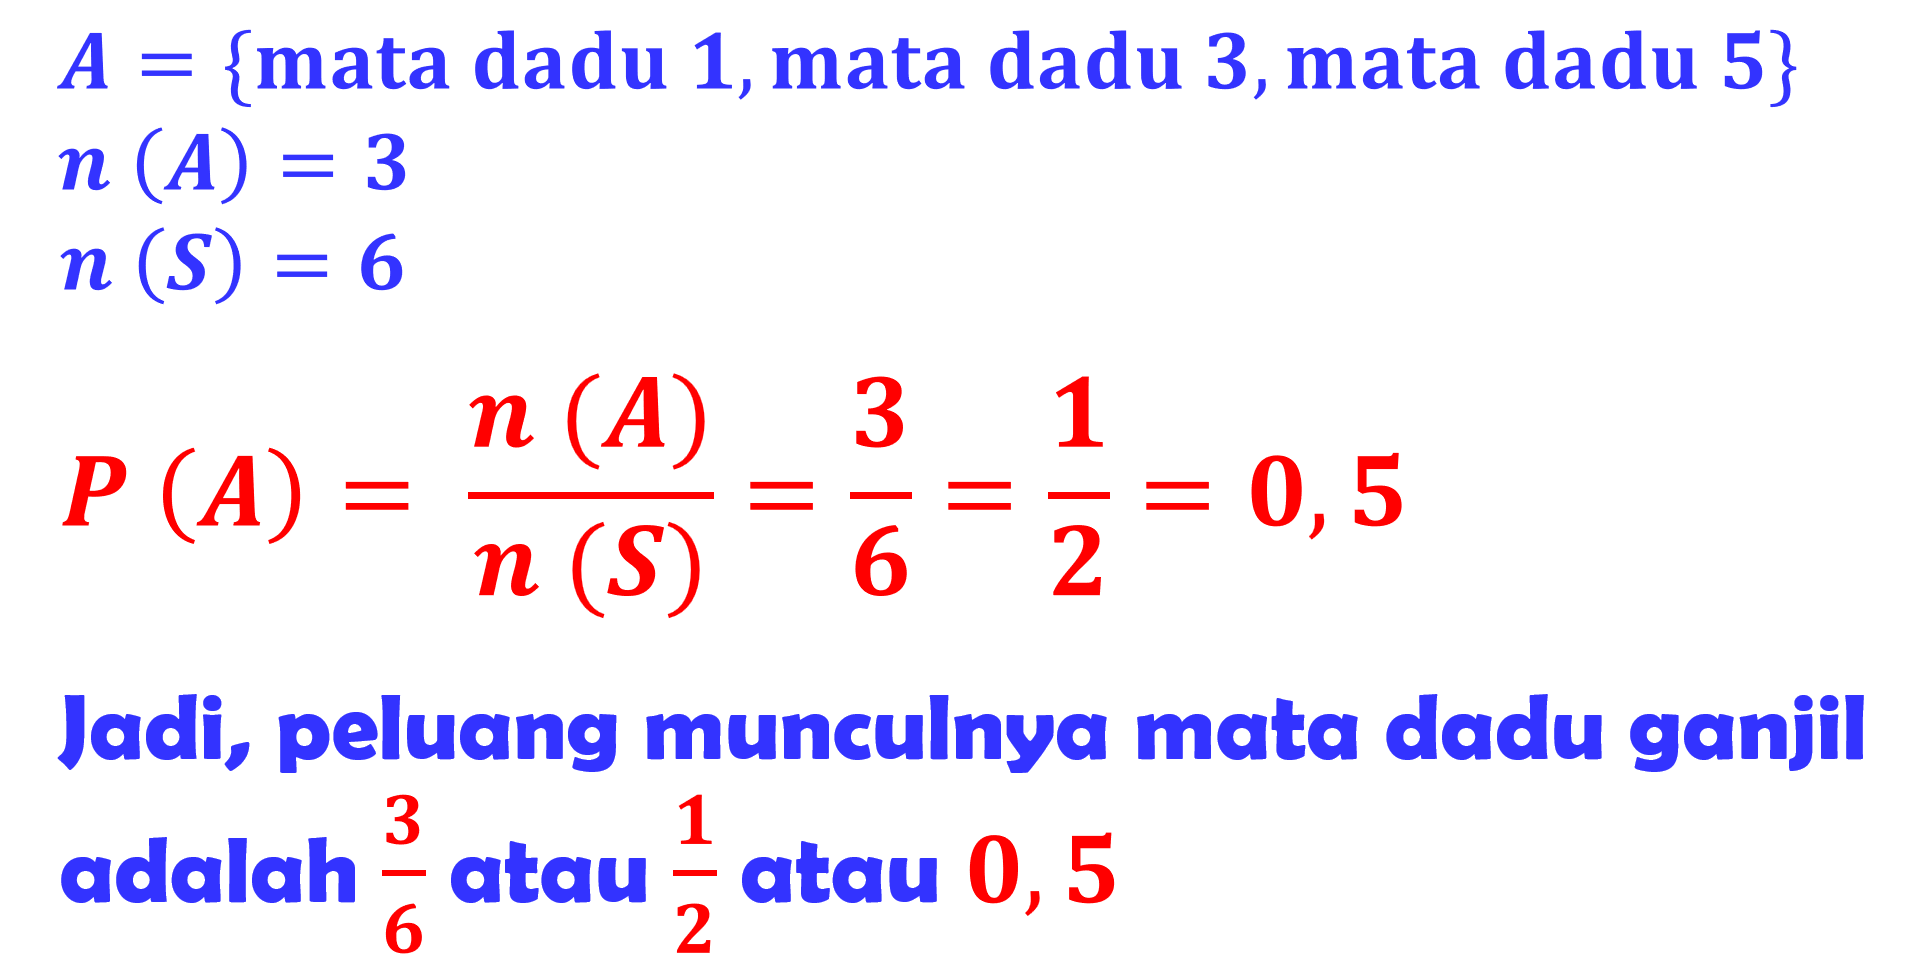 A = {mata dadu 1, mata dadu 3, mata dadu 5}
n (A) = 3
n (S) = 6
P (A) = n (A) / n (S) = 3/6 = 1/2 = 0, 5
Jadi, peluang munculnya mata dadu ganjil
adalah 3/6 atau 1/2 atau 0, 5